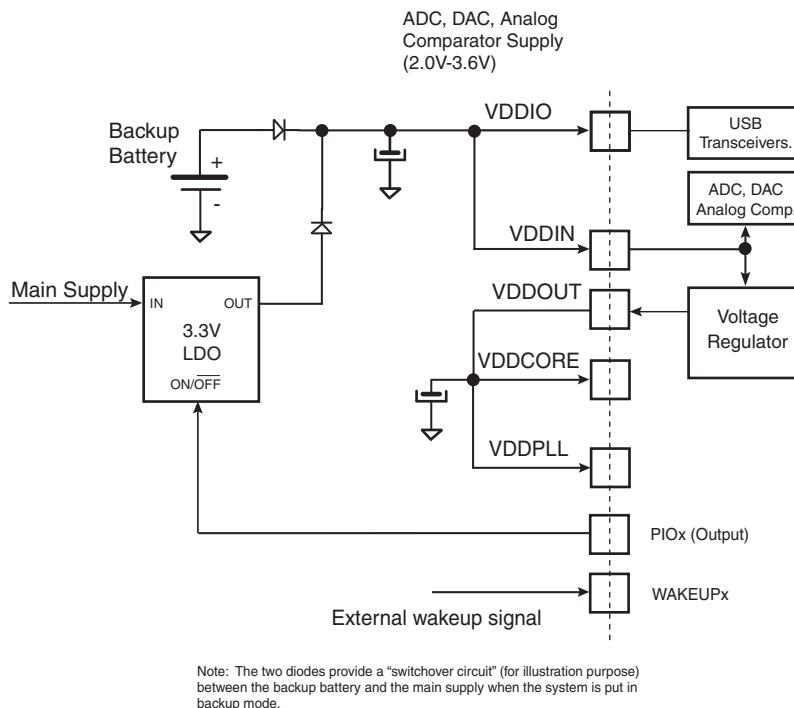 ADC, DAC, Analog
Comparator Supply
(2.0V-3.6V)
VDDIO
USB
Transceivers.
Backup
Battery
+
-
ADC, DAC
Analog Comp.
VDDIN
Main Supply
IN
OUT
3.3V
LDO
ON/OFF
VDDOUT
Voltage
Regulator
VDDCORE
VDDPLL
PIOx (Output)
WAKEUPx
External wakeup signal
Note: The two diodes provide a “switchover circuit” (for illustration purpose)
between the backup battery and the main supply when the system is put in
backup mode.